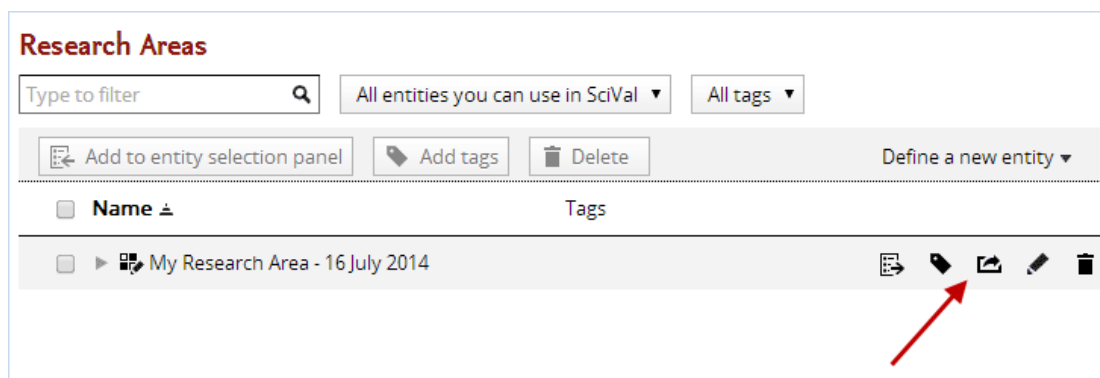 Research Areas
Type to filter All entities you can use in SciVal All tags
Add to entity selection panel Add tags Delete Define a new entity
Name Tags
My Research Area - 16 July 2014